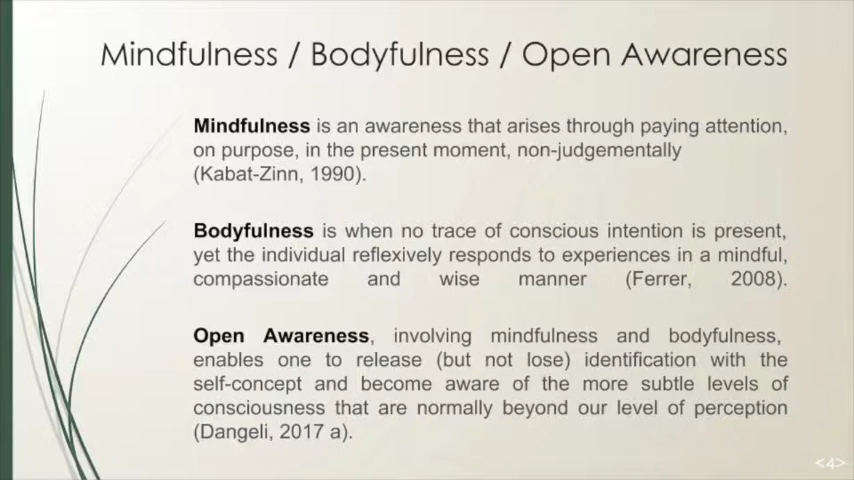 Mindfulness / Bodyfulness / Open Awareness
Mindfulness is an awareness that arises through paying attention,
on purpose, in the present moment, non-judgementally
(Kabat-Zinn, 1990).
Bodyfulness is when no trace of conscious intention is present,
yet the individual reflexively responds to experiences in a mindful,
compassionate and wise manner (Ferrer, 2008).
Open Awareness, involving mindfulness and bodyfulness,
enables one to release (but not lose) identification with the
self-concept and become aware of the more subtle levels of
consciousness that are normally beyond our level of perception
(Dangeli, 2017 a).
<4>